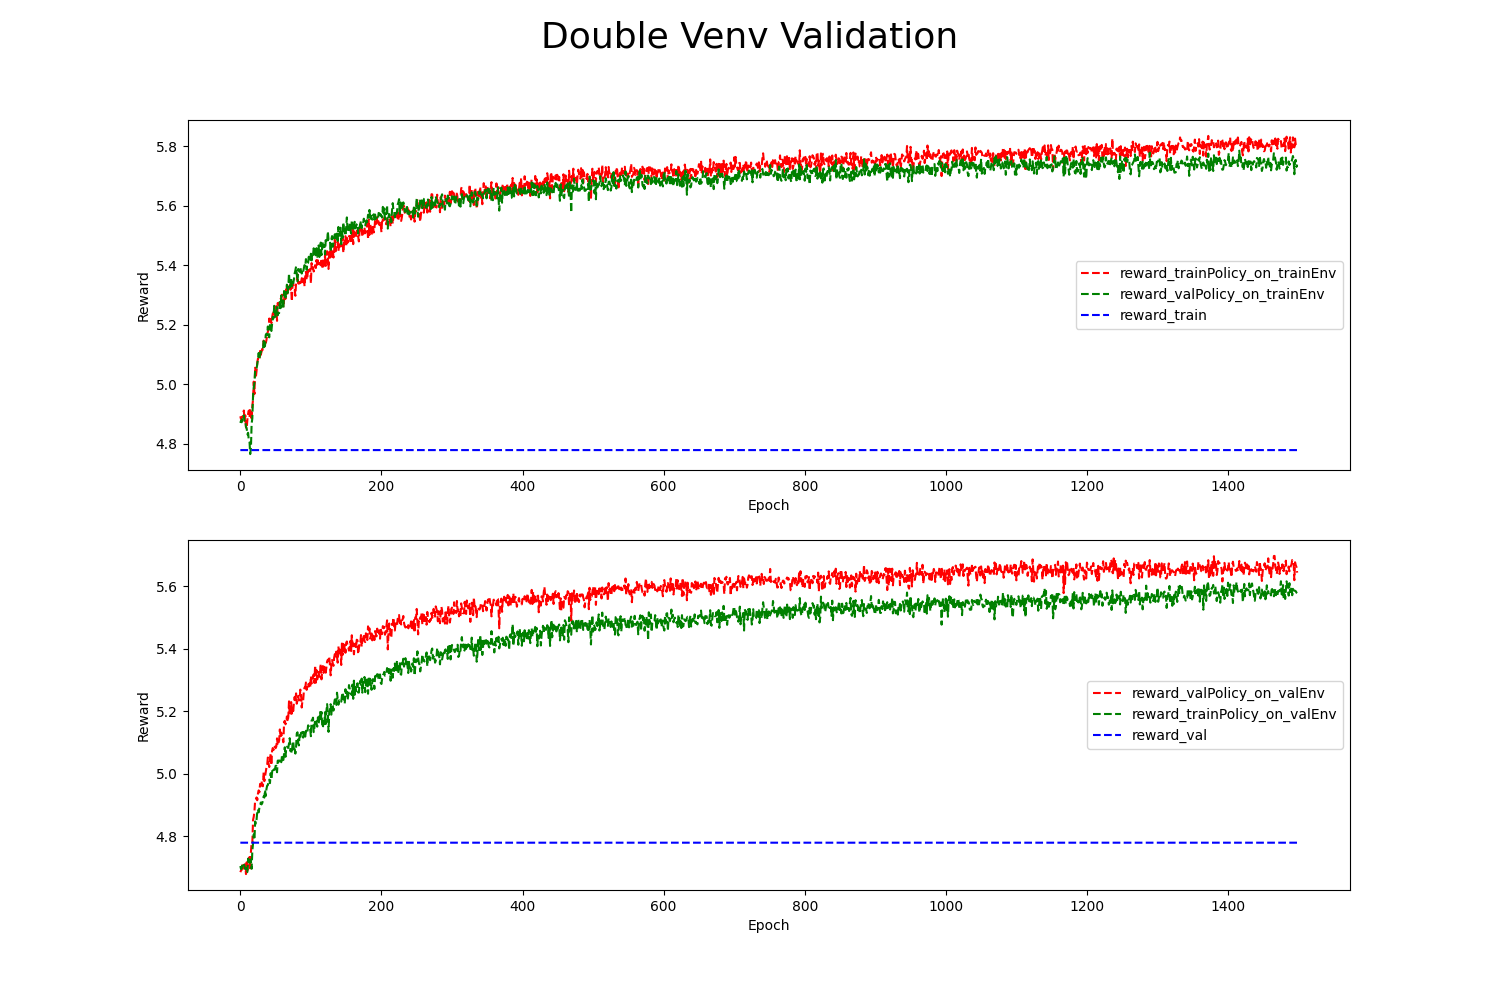 Double Venv Validation
5.8
5.6
5.4
5.2
5.0
4.8
Reward
reward_trainPolicy_on_trainEnv
reward_valPolicy_on_trainEnv
reward_train
0 200 400 600 800 1000 1200 1400
Epoch
5.6
5.4
5.2
5.0
4.8
Reward
reward_valPolicy_on_valEnv
reward_trainPolicy_on_valEnv
reward_val
0 200 400 600 800 1000 1200 1400
Epoch